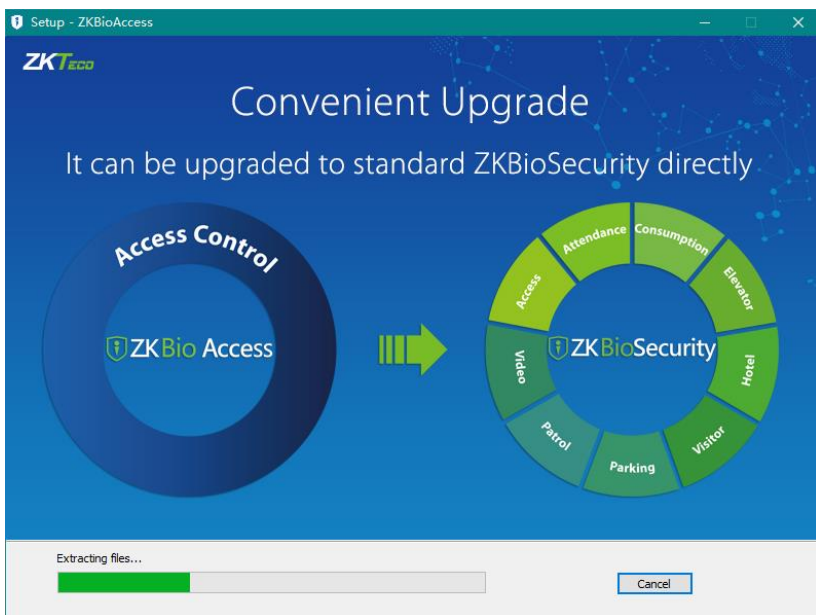 Setup - ZKBioAccess
ZKTECO
Convenient Upgrade
It can be upgraded to standard ZKBioSecurity directly
Access Control
ZKBio Access
Access
Attendance
Consumption
Elevator
Hotel
Visitor
Parking
Patrol
Video
ZKBioSecurity
Extracting files...
Cancel